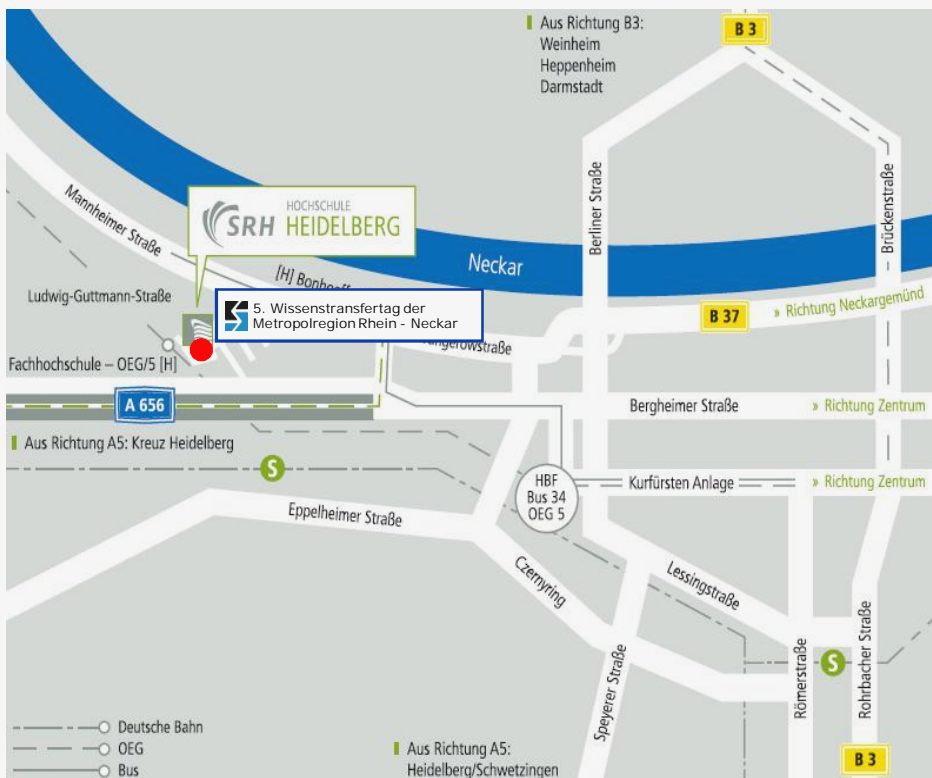 Aus Richtung B3:
Weinheim
Heppenheim
Darmstadt
B 3
Mannheimer Straße
SRH HOCHSCHULE
HEIDELBERG
Berliner Straße
Brückenstraße
Neckar
[H]
Ludwig-Guttmann-Straße
5. Wissenstransfertag der
Metropolregion Rhein - Neckar
B 37
» Richtung Neckargemünd
Fachhochschule – OEG/5 [H]
A 656
Bergheimer Straße
» Richtung Zentrum
Aus Richtung A5: Kreuz Heidelberg
S
HBF
Bus 34
OEG 5
Kurfürsten Anlage
» Richtung Zentrum
Eppelheimer Straße
Czernyring
Lessingstraße
Speyerer Straße
Römerstraße
Rohrbacher Straße
S
Deutsche Bahn
OEG
Bus
Aus Richtung A5:
Heidelberg/Schwetzingen
B 3